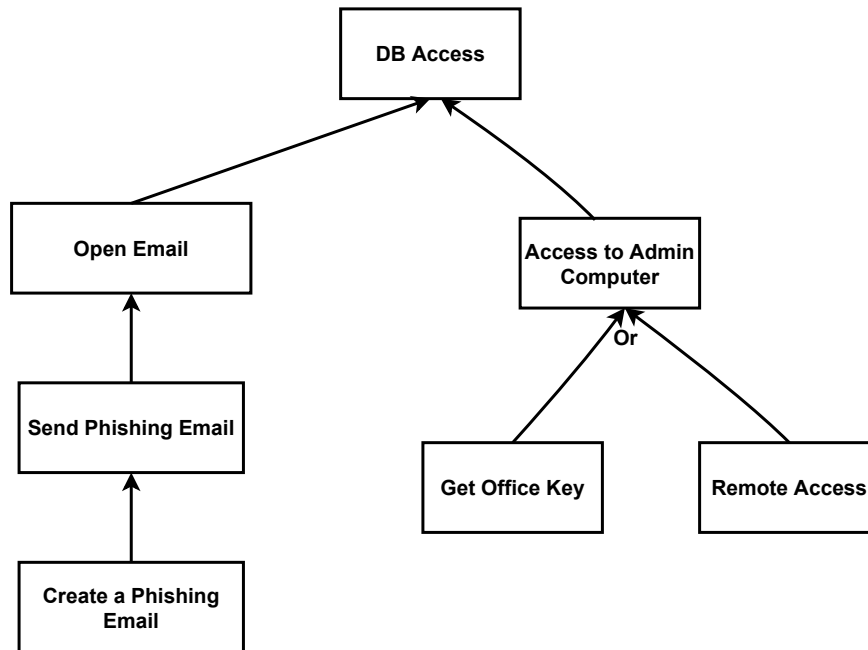 DB Access
Open Email
Access to Admin
Computer
Or
Send Phishing Email
Get Office Key
Remote Access
Create a Phishing
Email